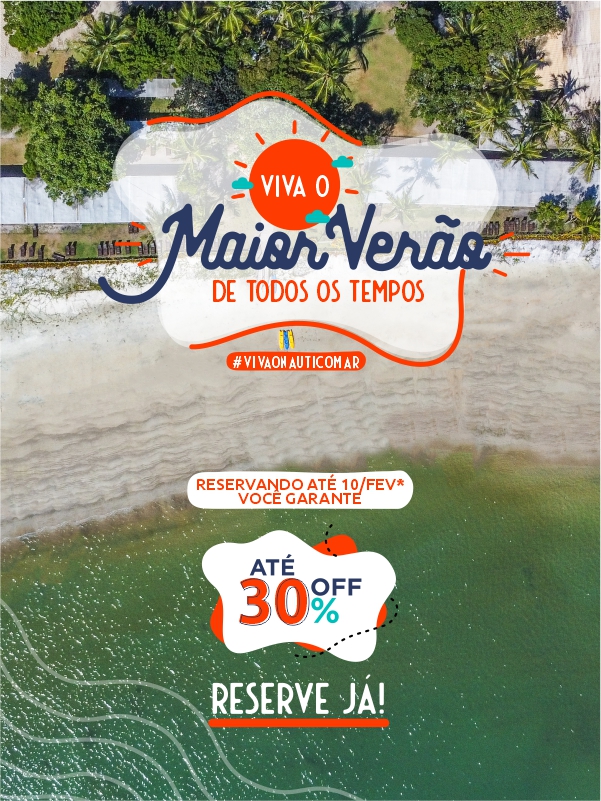 VIVA O
Maior Verão
DE TODOS OS TEMPOS
#VIVAONAUTICOMAR
RESERVANDO ATÉ 10/FEV*
VOCÊ GARANTE
ATÉ
30% OFF
RESERVE JÁ!